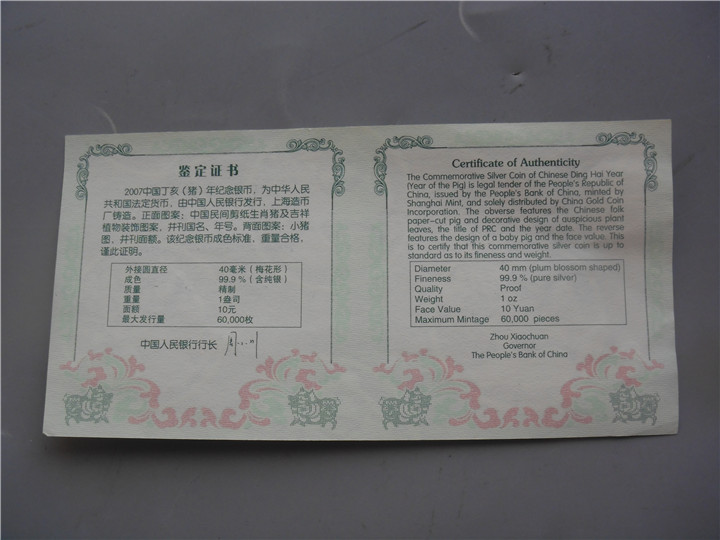 鉴定证书
2007中国丁亥（猪）年纪念银币，为中华人民
共和国法定货币，由中国人民银行发行，上海造币
厂铸造。正面图案：中国民间剪纸生肖猪及吉祥
植物装饰图案，并刊国名、年号。两面图案：小猪
图，并刊面额。该纪念银币成色标准，重量合格，
谨此证明。
外接圆直径 40毫米（梅花形）
成色 99.9％（含纯银）
质量 精制
重量 1盎司
面额 10元
最大发行量 60,000枚
中国人民银行行长
Certificate of Authenticity
The Commemorative Silver Coin of Chinese Ding Hai Year
(Year of the Pig) is legal tender of the People's Republic of
China, issued by the People's Bank of China, minted by
Shanghai Mint, and solely distributed by China Gold Coin
Incorporation. The obverse features the Chinese folk
paper-cut pig and decorative design of auspicious plant
leaves, the title of PRC and the year date. The reverse
features the design of a baby pig and the face value. This
is to certify that this commemorative silver coin is up to
standard as to its fineness and weight.
Diameter 40 mm (plum blossom shaped)
Fineness 99.9% (pure silver)
Quality Proof
Weight 1 oz
Face Value 10 Yuan
Maximum Mintage 60,000 pieces
Zhou Xiaochuan
Governor
The People's Bank of China